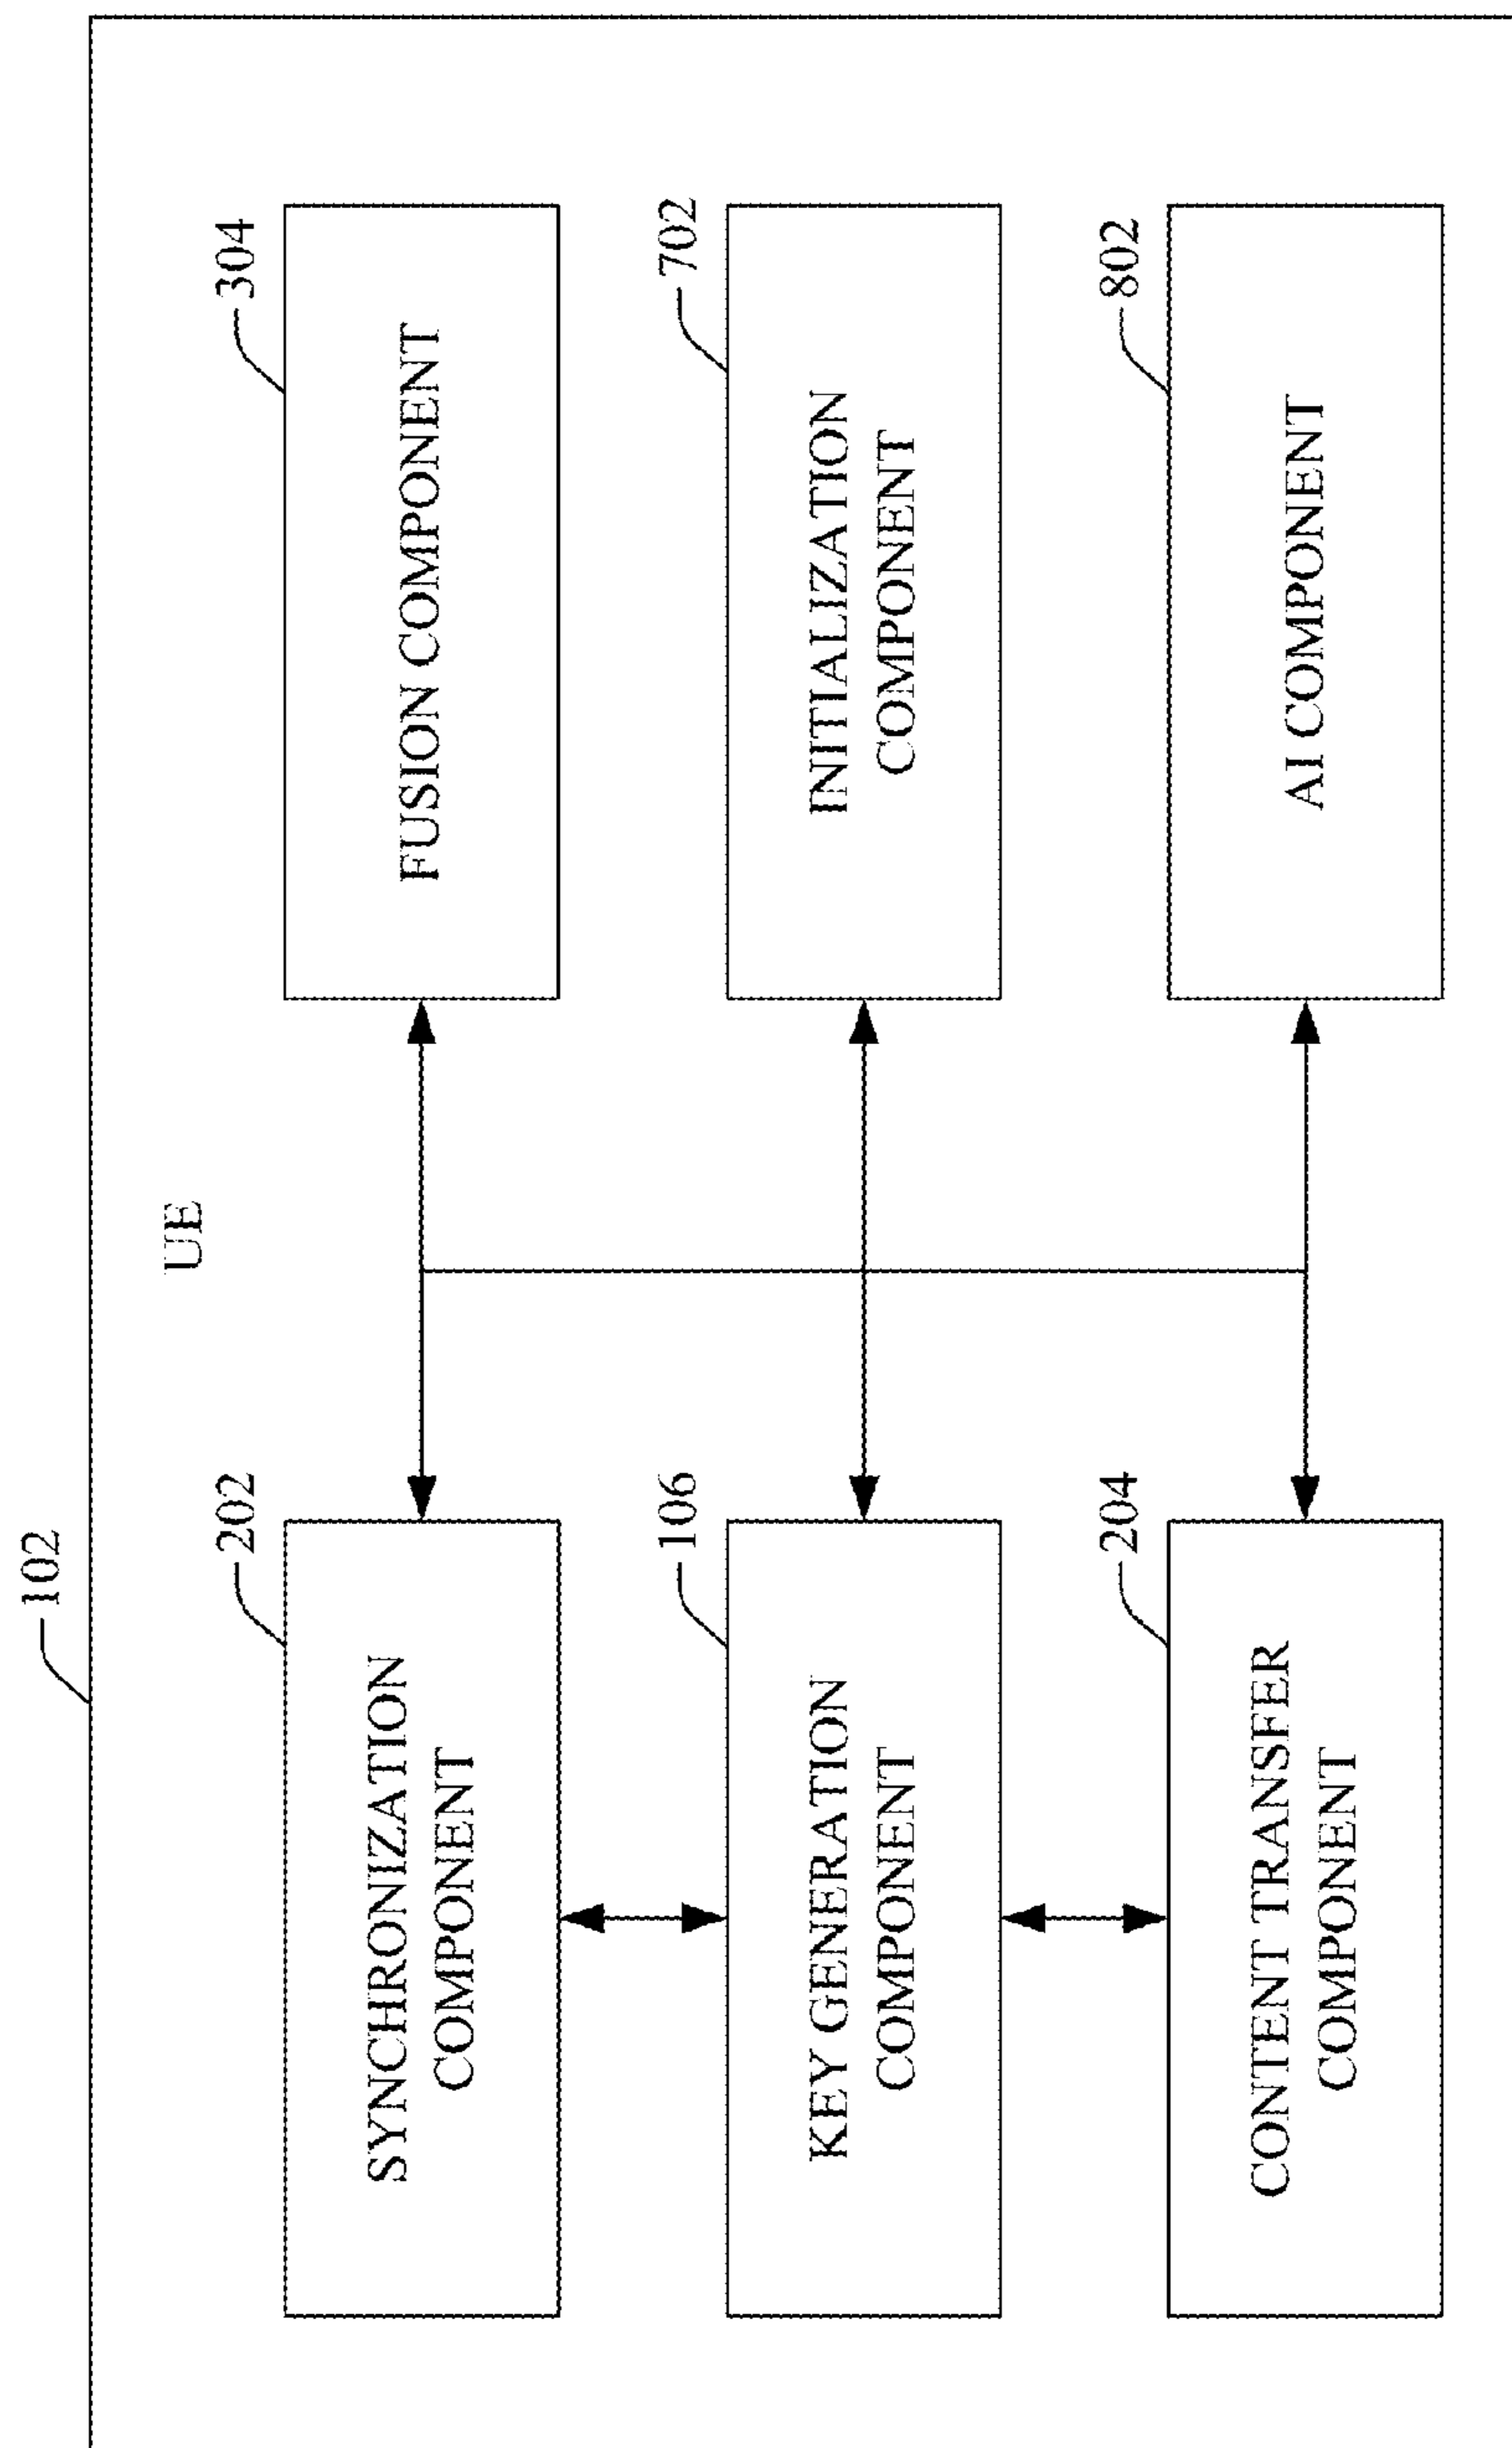 102
UE
202
SYNCHRONIZATION
COMPONENT
304
FUSION COMPONENT
106
KEY GENERATION
COMPONENT
702
INITIALIZATION
COMPONENT
204
CONTENT TRANSFER
COMPONENT
802
AI COMPONENT